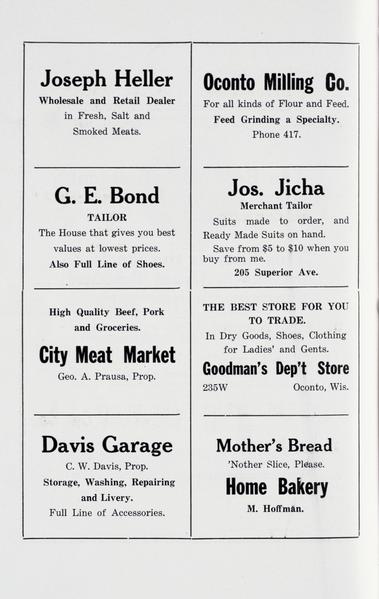 Joseph Heller
Wholesale and Retail Dealer
in Fresh, Salt and
Smoked Meats.
G. E. Bond
TAILOR
The House that gives you best
values at lowest prices.
Also Full Line of Shoes.
High Quality Beef, Pork
and Groceries.
City Meat Market
Geo. A. Prausa, Prop.
Davis Garage
C. W. Davis, Prop.
Storage, Washing, Repairing
and Livery.
Full Line of Accessories.
Oconto Milling Co.
For all kinds of Flour and Feed.
Feed Grinding a Specialty.
Phone 417.
Jos. Jicha
Merchant Tailor
Suits made to order, and
Ready Made Suits on hand.
Save from $5 to $10 when you
buy from me.
205 Superior Ave.
THE BEST STORE FOR YOU
TO TRADE.
In Dry Goods, Shoes, Clothing
for Ladies' and Gents.
Goodman's Dep't Store
235W Oconto, Wis.
Mother's Bread
'Nother Slice, Please.
Home Bakery
M. Hoffman.